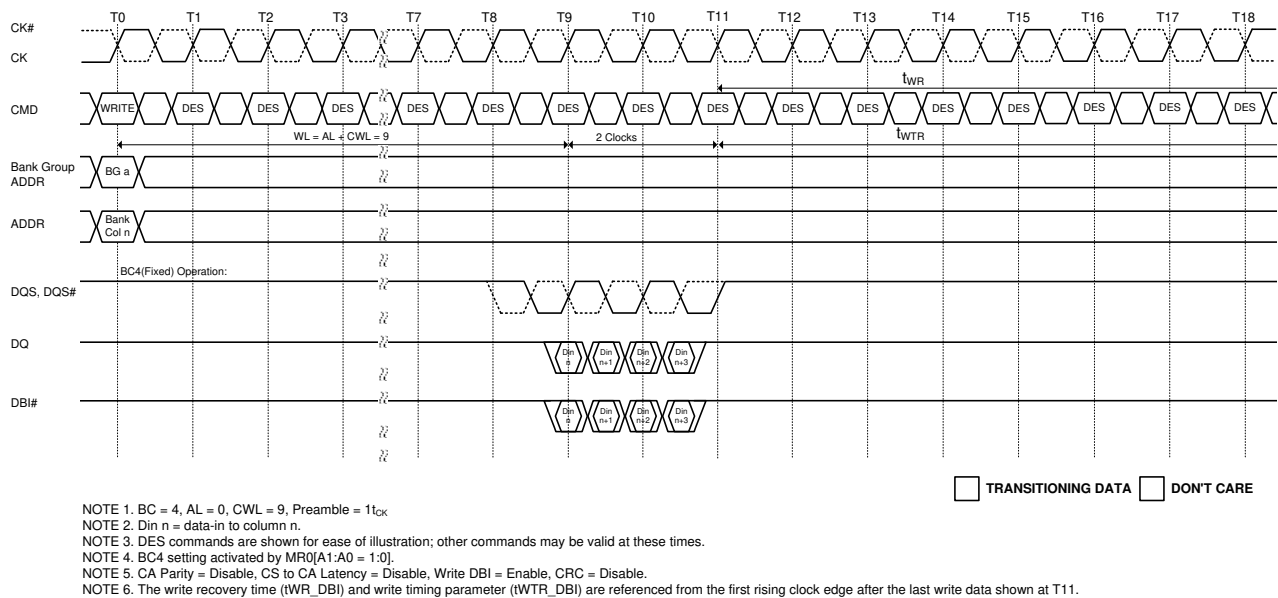 T0 T1 T2 T3 T7 T8 T9 T10 T11 T12 T13 T14 T15 T16 T17 T18
CK#
CK
tWR
CMD WRITE DES DES DES DES DES DES DES DES DES DES DES DES DES DES DES
WL = AL + CWL = 9 2 Clocks tWTR
Bank Group
ADDR
BG a
ADDR
Bank
Col n
BC4(Fixed) Operation:
DQS, DQS#
DQ
Din n Din n+1 Din n+2 Din n+3
DBI#
Din n Din n+1 Din n+2 Din n+3
TRANSITIONING DATA DON'T CARE
NOTE 1. BC = 4, AL = 0, CWL = 9, Preamble = 1tCK
NOTE 2. Din n = data-in to column n.
NOTE 3. DES commands are shown for ease of illustration; other commands may be valid at these times.
NOTE 4. BC4 setting activated by MR0[A1:A0 = 1:0].
NOTE 5. CA Parity = Disable, CS to CA Latency = Disable, Write DBI = Enable, CRC = Disable.
NOTE 6. The write recovery time (tWR_DBI) and write timing parameter (tWTR_DBI) are referenced from the first rising clock edge after the last write data shown at T11.